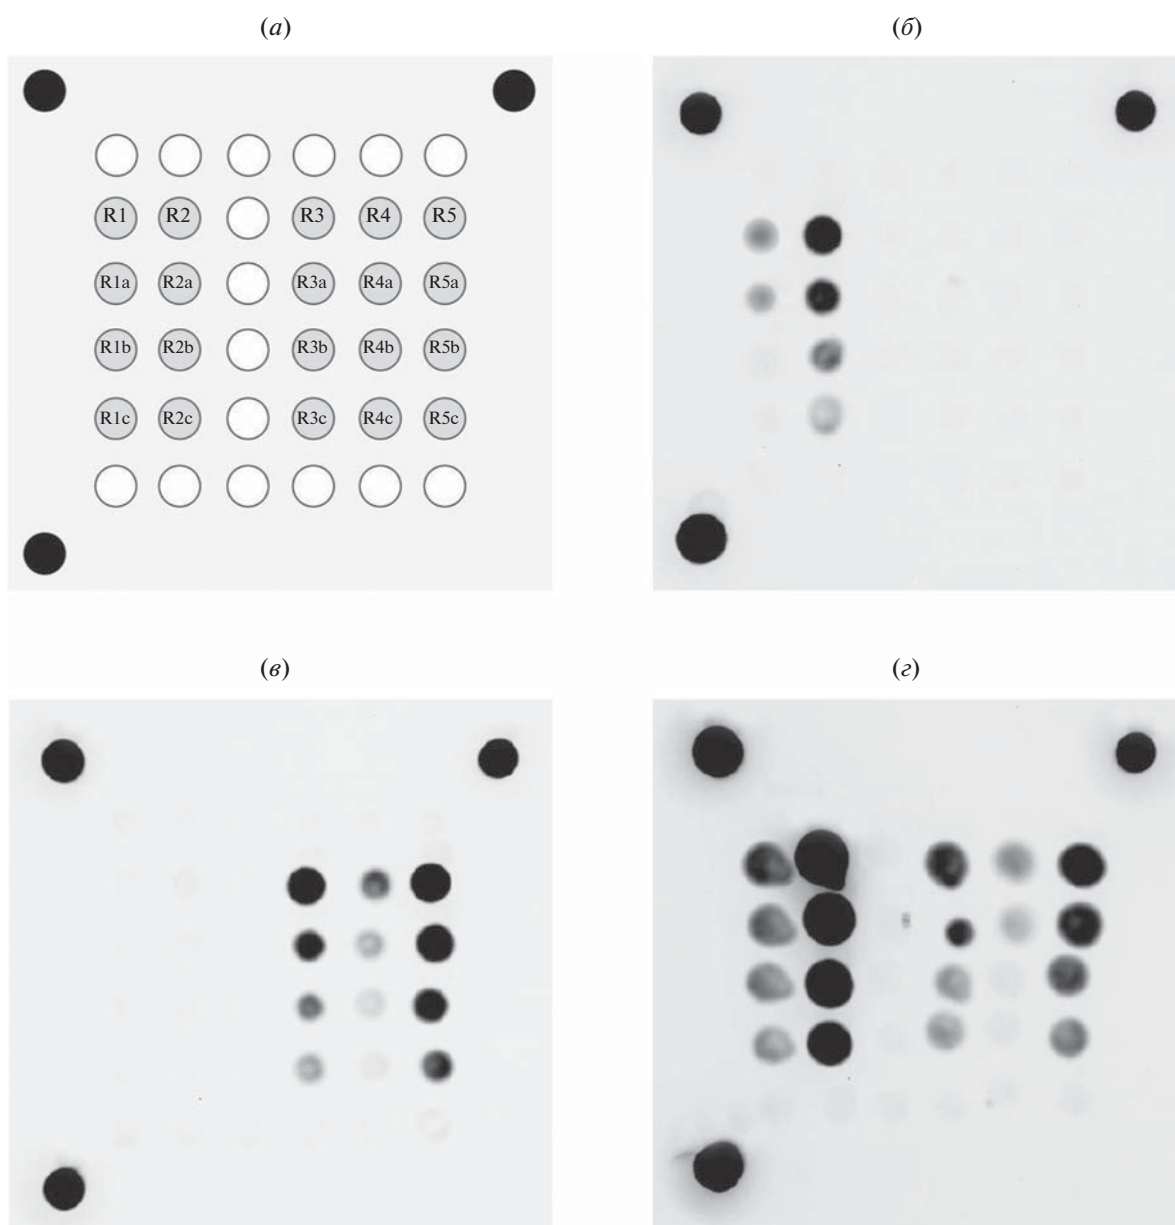 (а)
(б)
R1 R2 R3 R4 R5
R1a R2a R3a R4a R5a
R1b R2b R3b R4b R5b
R1c R2c R3c R4c R5c
(в)
(г)